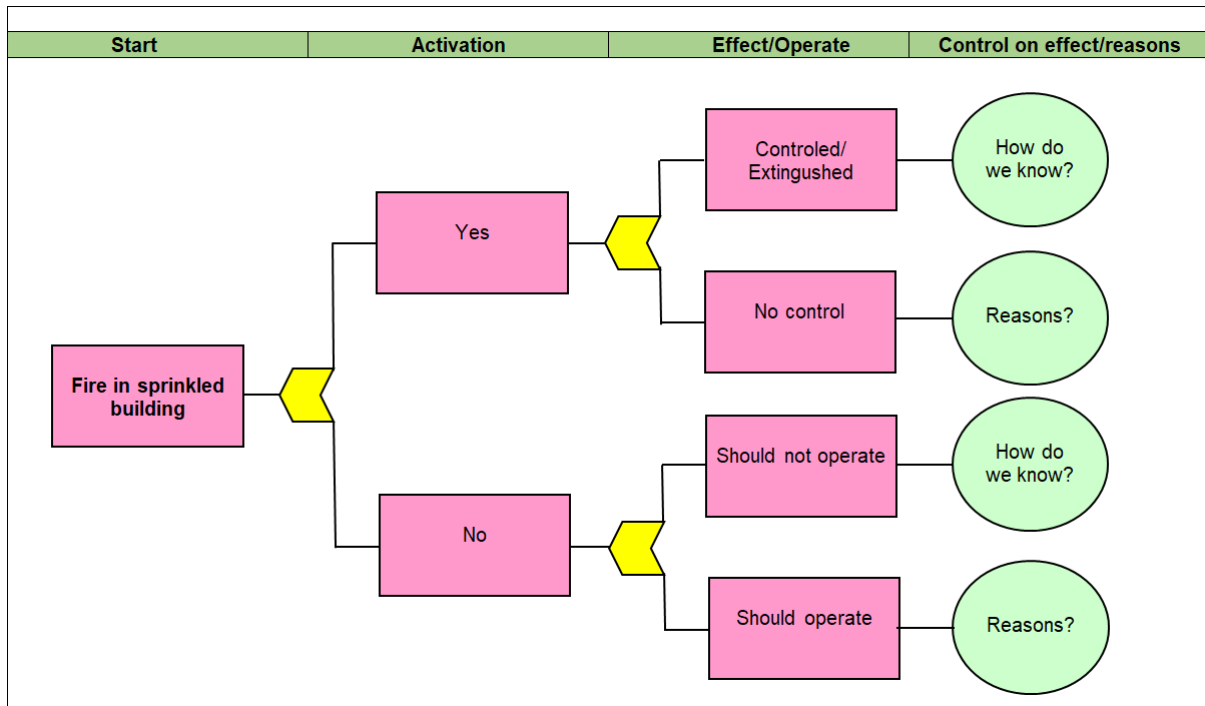 Start
Activation
Effect/Operate
Control on effect/reasons
Controled/
Extingushed
How do
we know?
Yes
No control
Reasons?
Fire in sprinkled
building
Should not operate
How do
we know?
No
Should operate
Reasons?